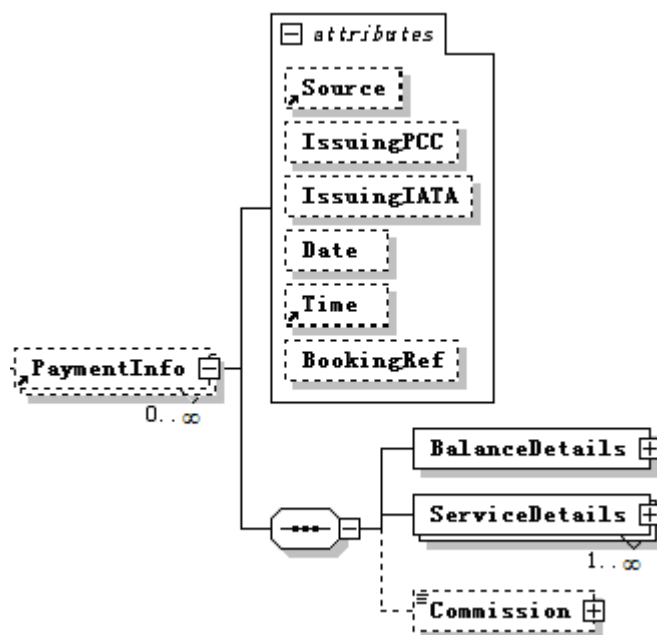 attributes
Source
IssuingPCC
IssuingIATA
Date
Time
BookingRef
PaymentInfo
0..∞
BalanceDetails
ServiceDetails
1..∞
Commission